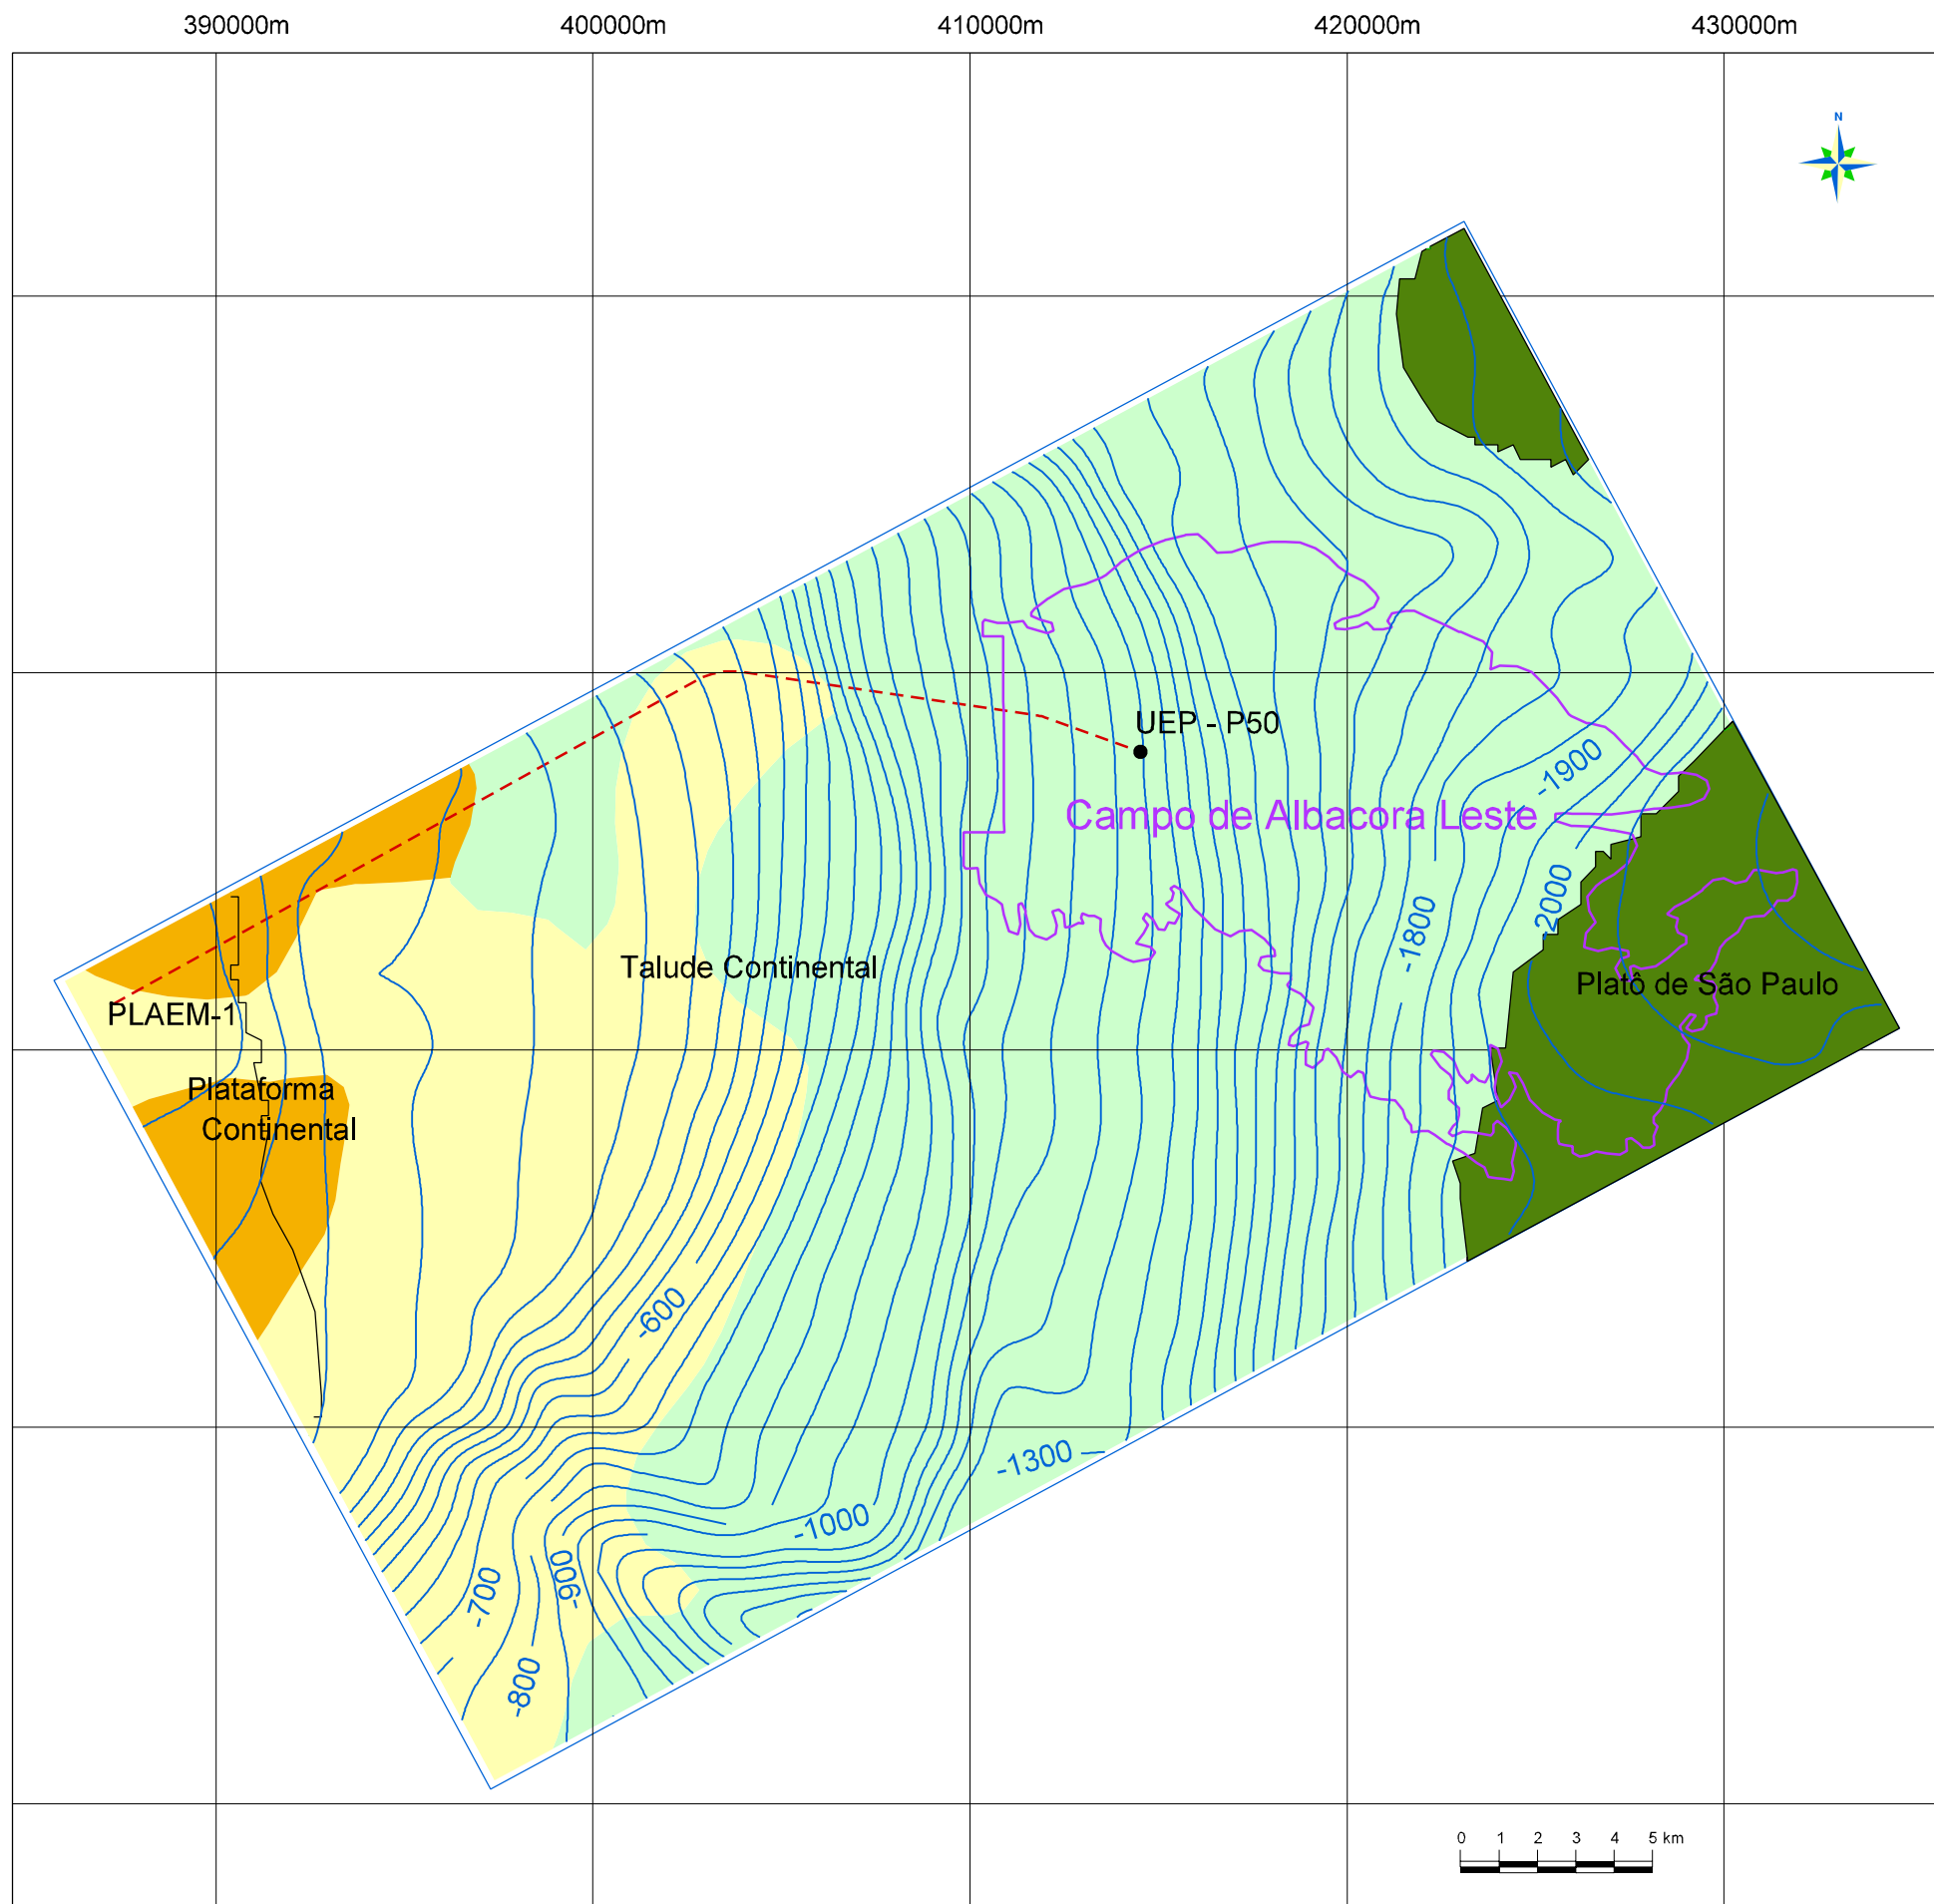 390000m 400000m 410000m 420000m 430000m
N
UEP - P50
-1900
Campo de Albacora Leste
-2000
-1800
Talude Continental
Platô de São Paulo
PLAEM-1
Plataforma
Continental
-600
-1300
-1000
-900
-700
-800
0 1 2 3 4 5 km